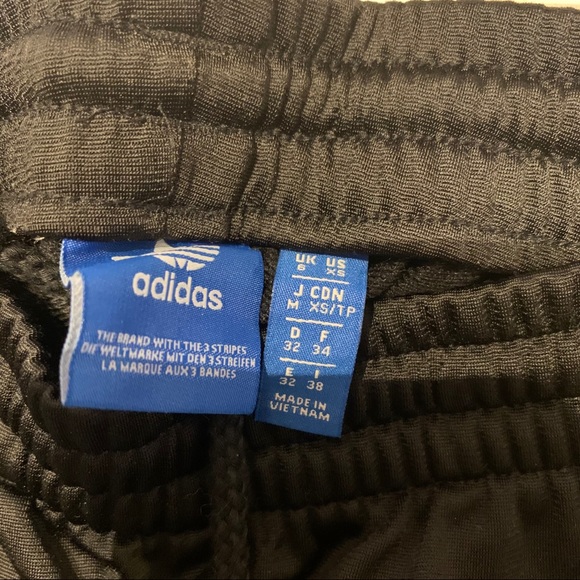 adidas
THE BRAND WITH THE 3 STRIPES
DIE WELTMARKE MIT DEN 3 STREIFEN
LA MARQUE AUX 3 BANDES
UK US
6 XS
J CDN
M XS/TP
D F
32 34
E I
32 38
MADE IN
VIETNAM